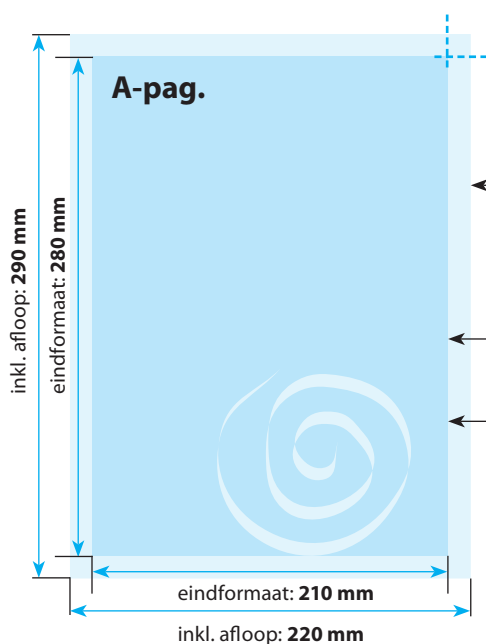 A-pag.
inkl. afloop: 290 mm
eindformaat: 280 mm
eindformaat: 210 mm
inkl. afloop: 220 mm